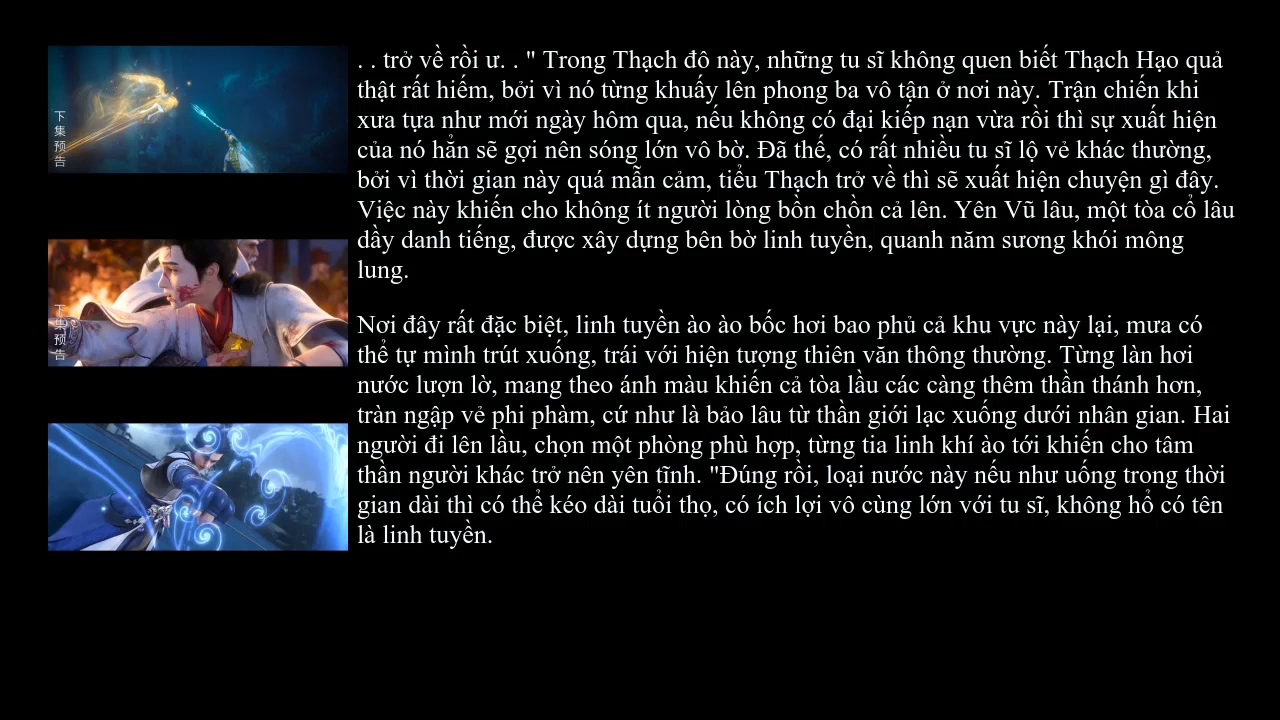 下集预告
下集预告
. . trở về rồi ư. . " Trong Thạch đô này, những tu sĩ không quen biết Thạch Hạo quả
thật rất hiếm, bởi vì nó từng khuấy lên phong ba vô tận ở nơi này. Trận chiến khi
xưa tựa như mới ngày hôm qua, nếu không có đại kiếp nạn vừa rồi thì sự xuất hiện
của nó hẳn sẽ gợi nên sóng lớn vô bờ. Đã thế, có rất nhiều tu sĩ lộ vẻ khác thường,
bởi vì thời gian này quá mẫn cảm, tiểu Thạch trở về thì sẽ xuất hiện chuyện gì đây.
Việc này khiến cho không ít người lòng bồn chồn cả lên. Yên Vũ lâu, một tòa cổ lâu
dầy danh tiếng, được xây dựng bên bờ linh tuyền, quanh năm sương khói mông
lung.
Nơi đây rất đặc biệt, linh tuyền ào ào bốc hơi bao phủ cả khu vực này lại, mưa có
thể tự mình trút xuống, trái với hiện tượng thiên văn thông thường. Từng làn hơi
nước lượn lờ, mang theo ánh màu khiến cả tòa lầu các càng thêm thần thánh hơn,
tràn ngập vẻ phi phàm, cứ như là bảo lâu từ thần giới lạc xuống dưới nhân gian. Hai
người đi lên lầu, chọn một phòng phù hợp, từng tia linh khí ào tới khiến cho tâm
thần người khác trở nên yên tĩnh. "Đúng rồi, loại nước này nếu như uống trong thời
gian dài thì có thể kéo dài tuổi thọ, có ích lợi vô cùng lớn với tu sĩ, không hổ có tên
là linh tuyền.